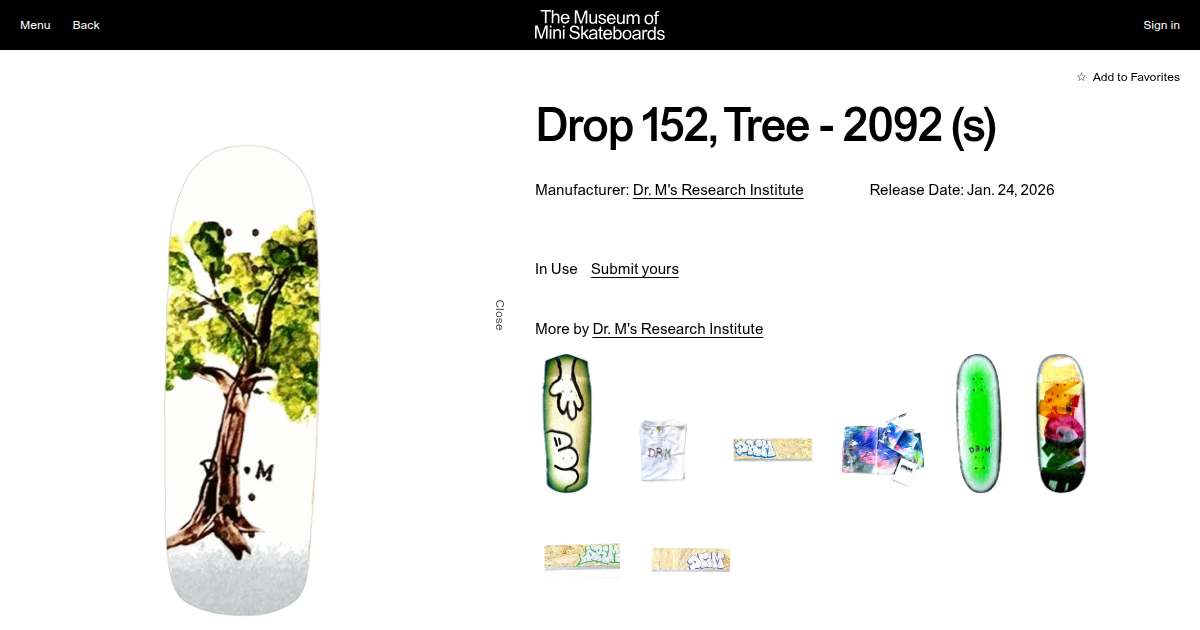 Menu
Back
The Museum of
Mini Skateboards
Sign in
☆ Add to Favorites
Drop 152, Tree - 2092 (s)
Manufacturer: Dr. M's Research Institute
Release Date: Jan. 24, 2026
In Use
Submit yours
Close
More by Dr. M's Research Institute
DR•M
DR.M
DR•M